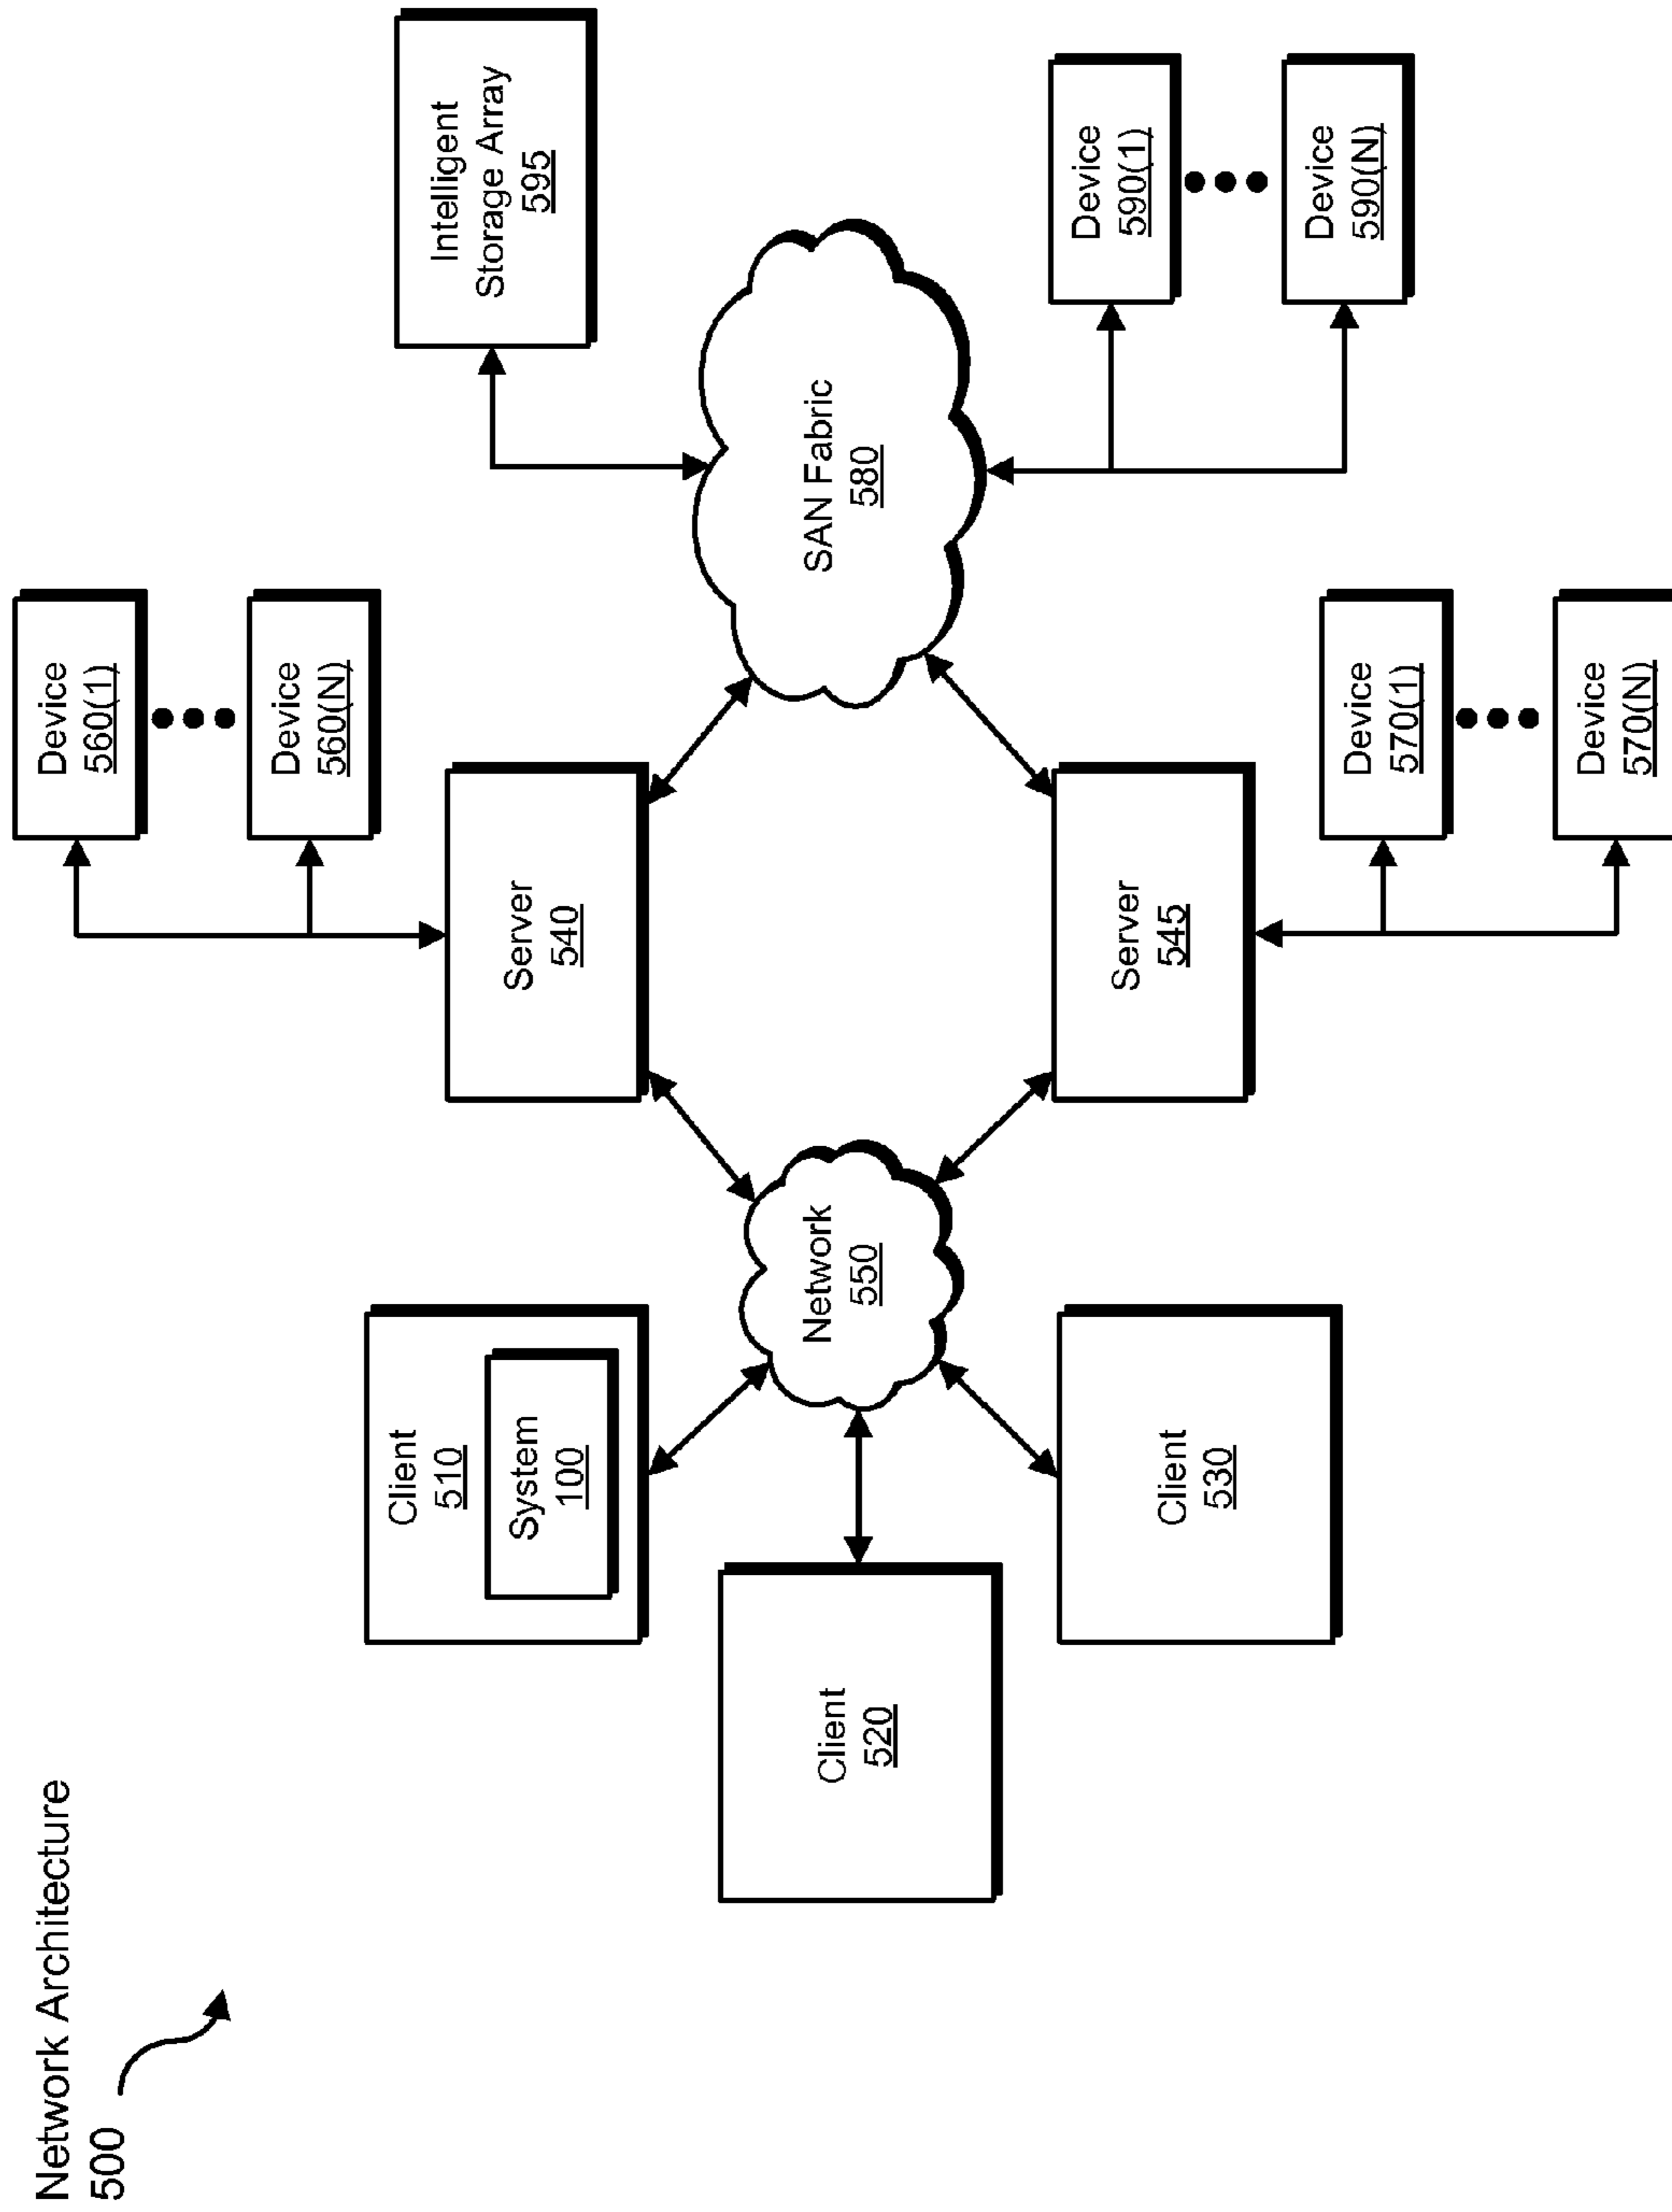 Network Architecture
500
Device
560(1)
Device
560(N)
Client
510
System
100
Server
540
Intelligent
Storage Array
595
Client
520
Network
550
SAN Fabric
580
Client
530
Server
545
Device
590(1)
Device
590(N)
Device
570(1)
Device
570(N)